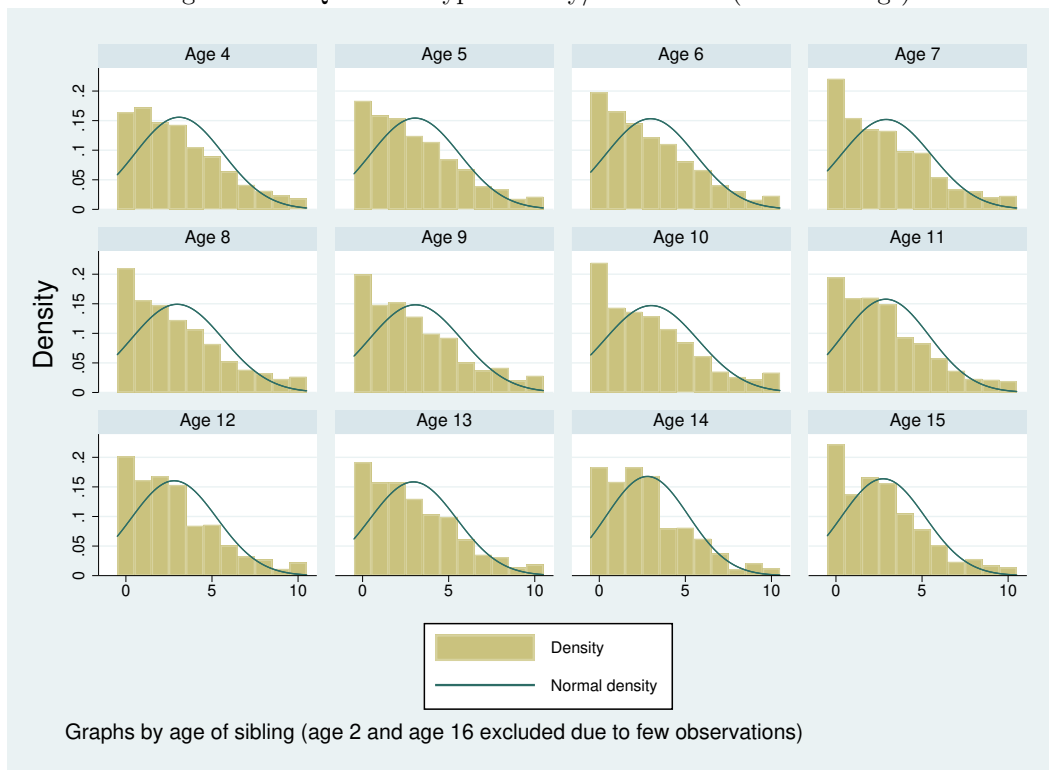 Age 4 Age 5 Age 6 Age 7
.2
.15
.1
.05
0
Age 8 Age 9 Age 10 Age 11
.2
.15
.1
.05
0
Density
Age 12 Age 13 Age 14 Age 15
.2
.15
.1
.05
0
0 5 10 0 5 10 0 5 10 0 5 10
Density
Normal density
Graphs by age of sibling (age 2 and age 16 excluded due to few observations)